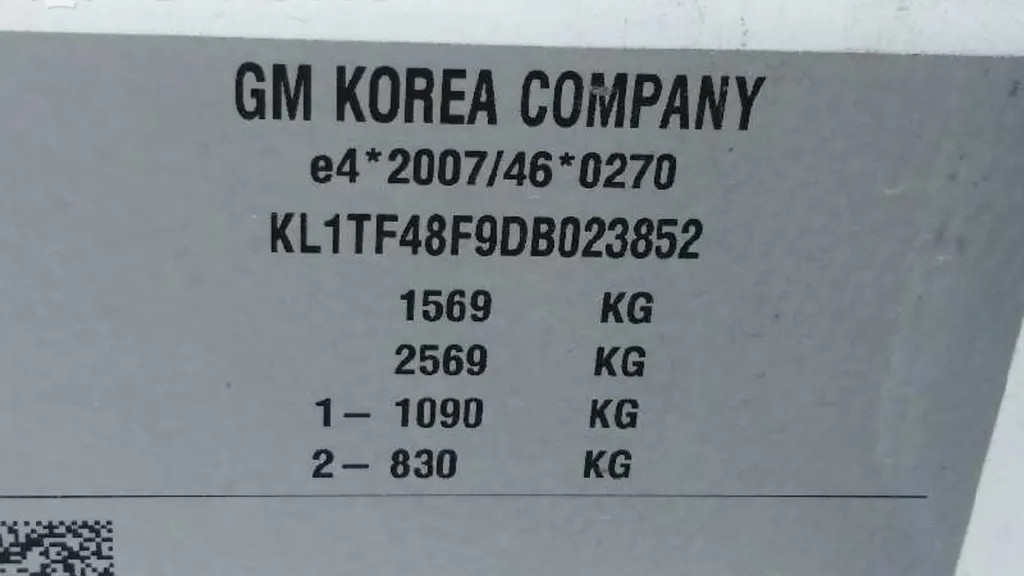 GM KOREA COMPANY
e4*2007/46*0270
KL1TF48F9DB023852
1569 KG
2569 KG
1- 1090 KG
2- 830 KG